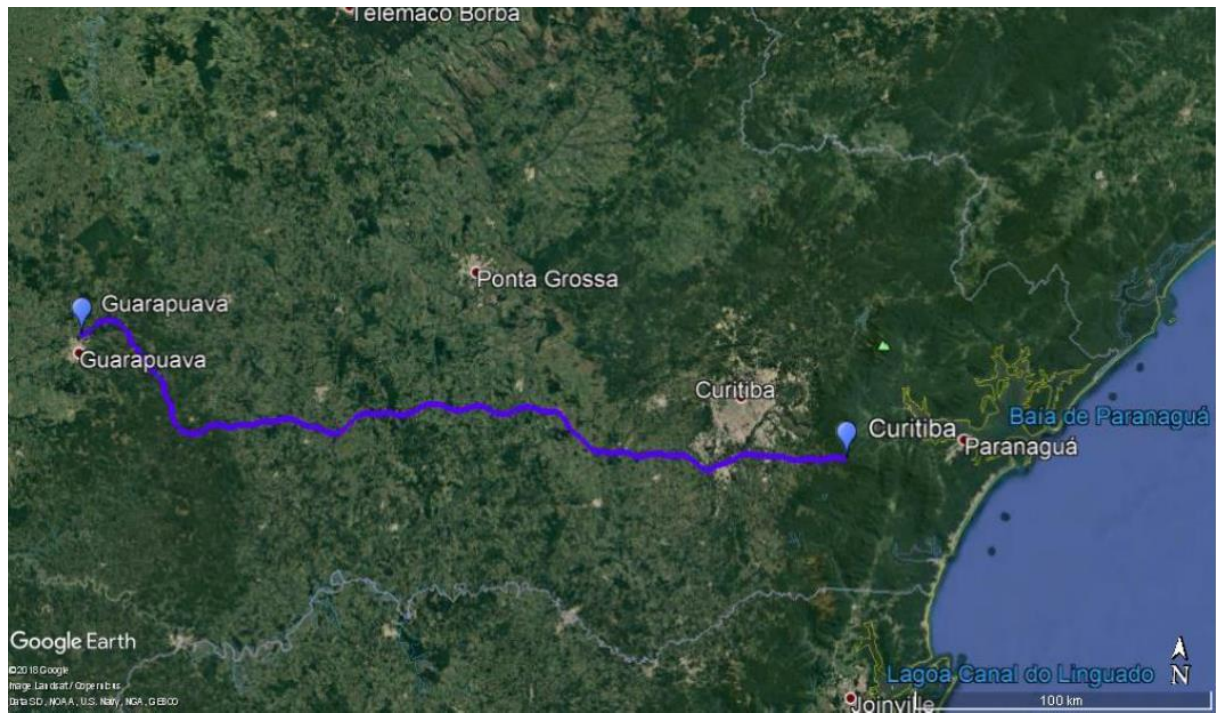 Telêmaco Borba
Ponta Grossa
Guarapuava
Guarapuava
Curitiba
Curitiba
Baía de Paranaguá
Paranaguá
Google Earth
©2018 Google
Image Landsat / Copernicus
Data SIO, NOAA, U.S. Navy, NGA, GEBCO
Lagoa Canal do Linguado
N
100 km
Joinville